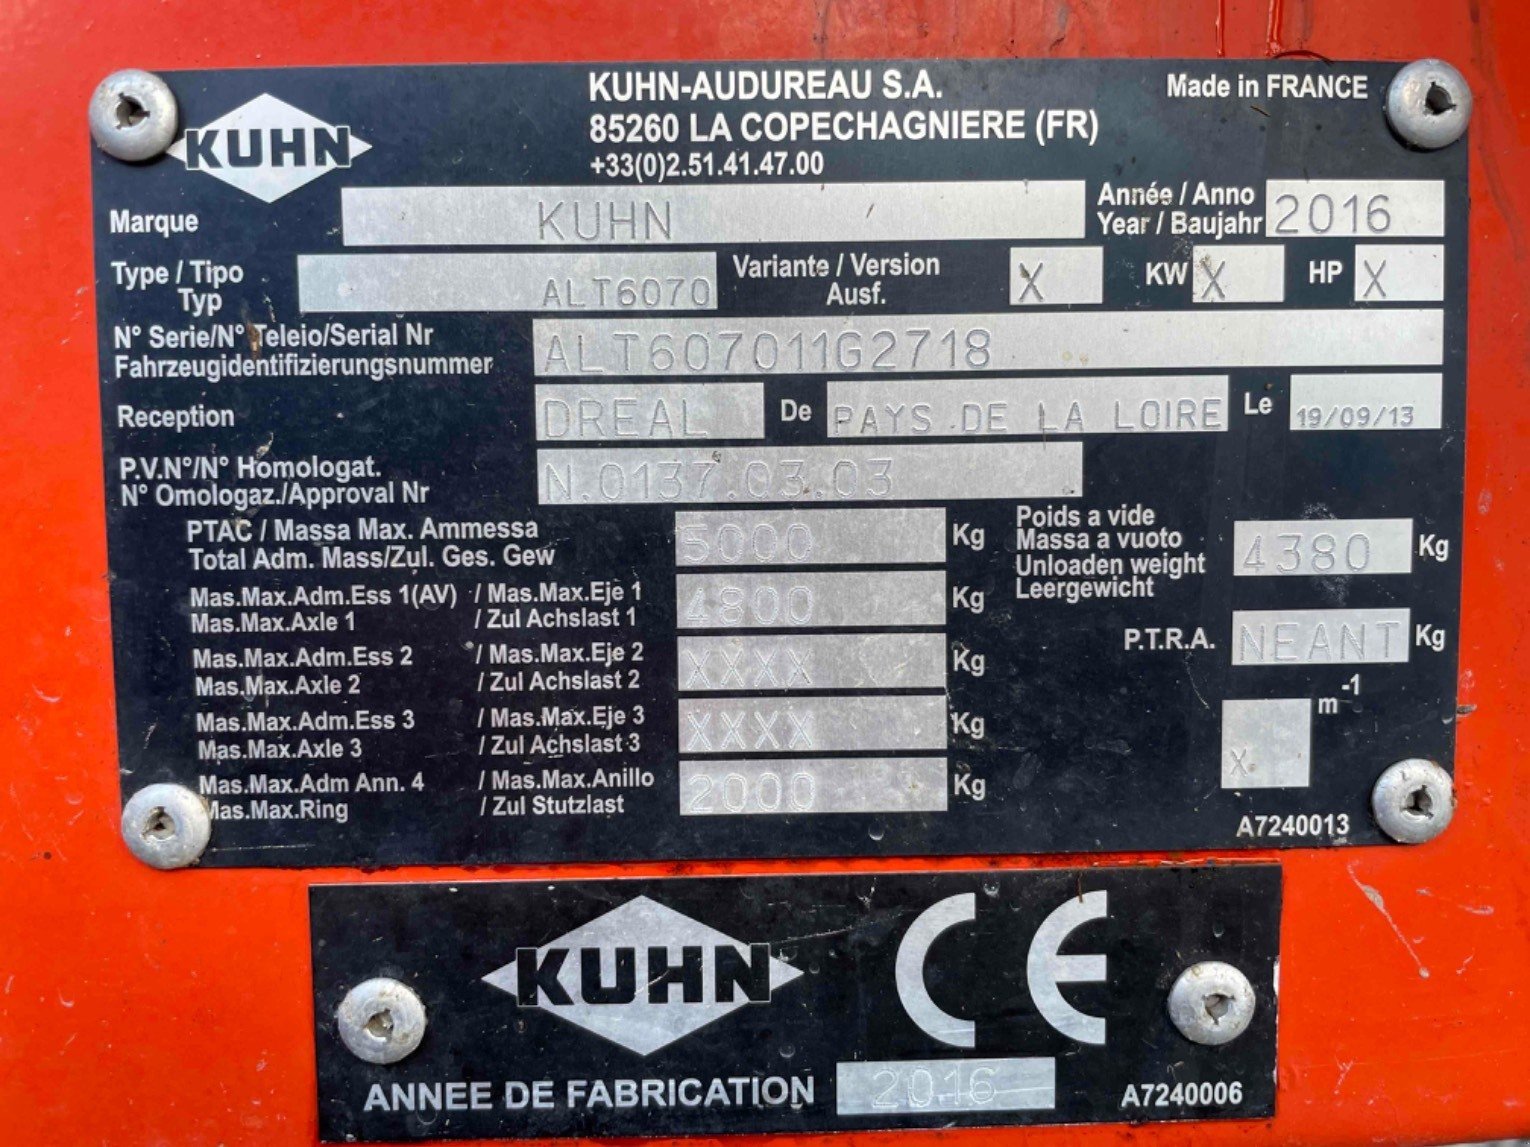 KUHN
KUHN-AUDUREAU S.A.
85260 LA COPECHAGNIERE (FR)
+33(0)2.51.41.47.00
Made in FRANCE
Marque KUHN
Année / Anno
Year / Baujahr 2016
Type / Tipo
Typ ALT6070
Variante / Version
Ausf. X KW X HP X
N° Serie/N° Teleio/Serial Nr
Fahrzeugidentifizierungsnummer ALT607011G2718
Reception DREAL De PAYS DE LA LOIRE Le 19/09/13
P.V.N°/N° Homologat.
N° Omologaz./Approval Nr N.0137.03.03
PTAC / Massa Max. Ammessa
Total Adm. Mass/Zul. Ges. Gew 5000 Kg
Poids a vide
Massa a vuoto
Unloaden weight
Leergewicht 4380 Kg
Mas.Max.Adm.Ess 1(AV) / Mas.Max.Eje 1
Mas.Max.Axle 1 / Zul Achslast 1 4800 Kg
P.T.R.A. NEANT Kg
Mas.Max.Adm.Ess 2 / Mas.Max.Eje 2
Mas.Max.Axle 2 / Zul Achslast 2 XXXX Kg
Mas.Max.Adm.Ess 3 / Mas.Max.Eje 3
Mas.Max.Axle 3 / Zul Achslast 3 XXXX Kg
X m-1
Mas.Max.Adm Ann. 4 / Mas.Max.Anillo
Mas.Max.Ring / Zul Stutzlast 2000 Kg
A7240013
KUHN CE
ANNEE DE FABRICATION 2016 A7240006